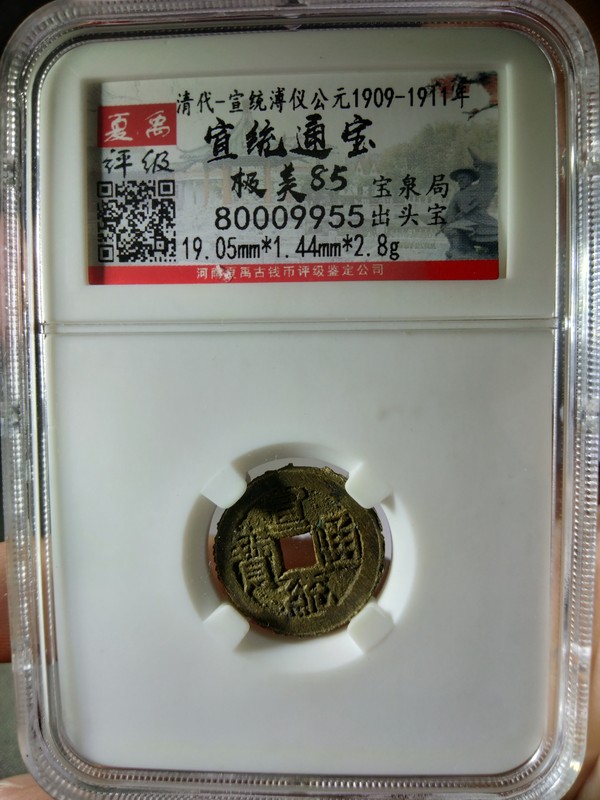 清代-宣统溥仪公元1909-1911年
夏禹
评级
宣统通宝
极美85 宝泉局
80009955 出头宝
19.05mm*1.44mm*2.8g
河南夏禹古钱币评级鉴定公司
宣
統
通
寳